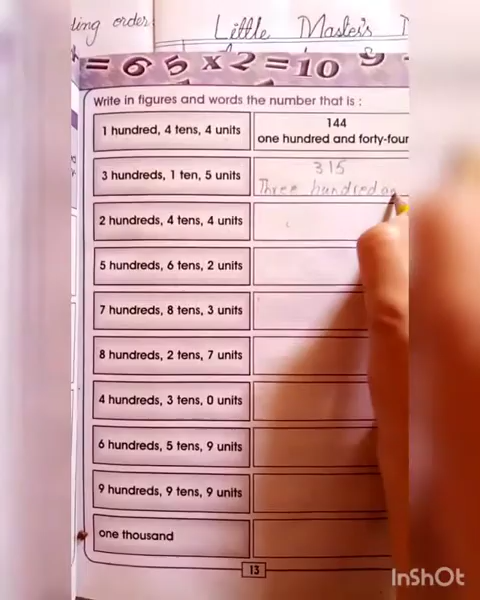 ding order
Little Master's
= 6 5 x 2 = 10 9
Write in figures and words the number that is :
1 hundred, 4 tens, 4 units
144
one hundred and forty-four
3 hundreds, 1 ten, 5 units
315
Three hundred an
2 hundreds, 4 tens, 4 units
5 hundreds, 6 tens, 2 units
7 hundreds, 8 tens, 3 units
8 hundreds, 2 tens, 7 units
4 hundreds, 3 tens, 0 units
6 hundreds, 5 tens, 9 units
9 hundreds, 9 tens, 9 units
one thousand
13
InShOt